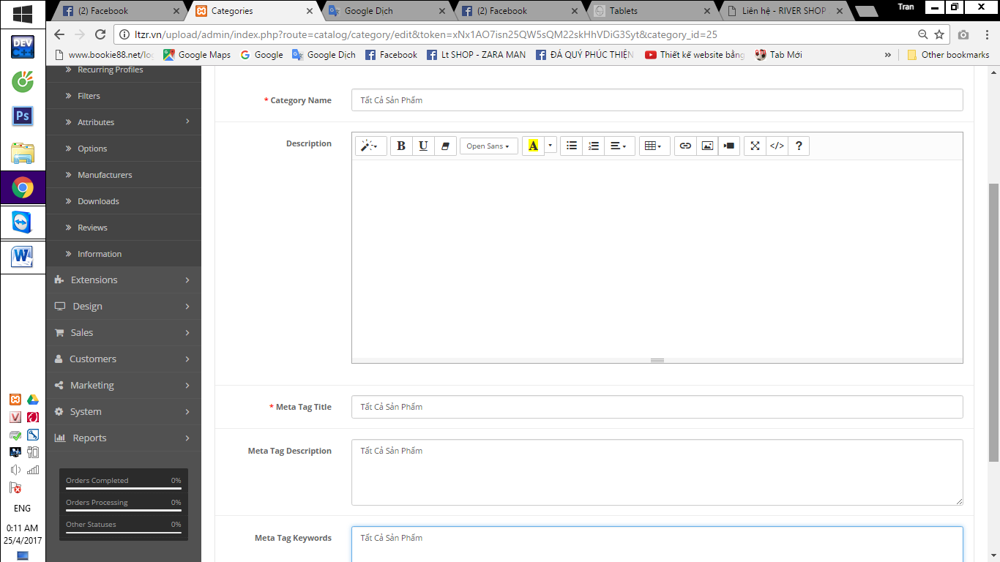 (2) Facebook
Categories
Google Dịch
(2) Facebook
Tablets
Liên hệ - RIVER SHOP
Tran
ltzr.vn/upload/admin/index.php?route=catalog/category/edit&token=xNx1AO7isn25QW5sQM22skHhVDiG3Syt&category_id=25
www.bookie88.net/lo
Google Maps
Google
Google Dịch
Facebook
Lt SHOP - ZARA MAN
ĐÁ QUÝ PHÚC THIỆN
Thiết kế website bằng
Tab Mới
Other bookmarks
DEV
C++
Ps
W
Recurring Profiles
Filters
Attributes
Options
Manufacturers
Downloads
Reviews
Information
Extensions
Design
Sales
Customers
Marketing
System
Reports
Orders Completed 0%
Orders Processing 0%
Other Statuses 0%
ENG
0:11 AM
25/4/2017
* Category Name
Tất Cả Sản Phẩm
Description
B U Open Sans A </> ?
* Meta Tag Title
Tất Cả Sản Phẩm
Meta Tag Description
Tất Cả Sản Phẩm
Meta Tag Keywords
Tất Cả Sản Phẩm